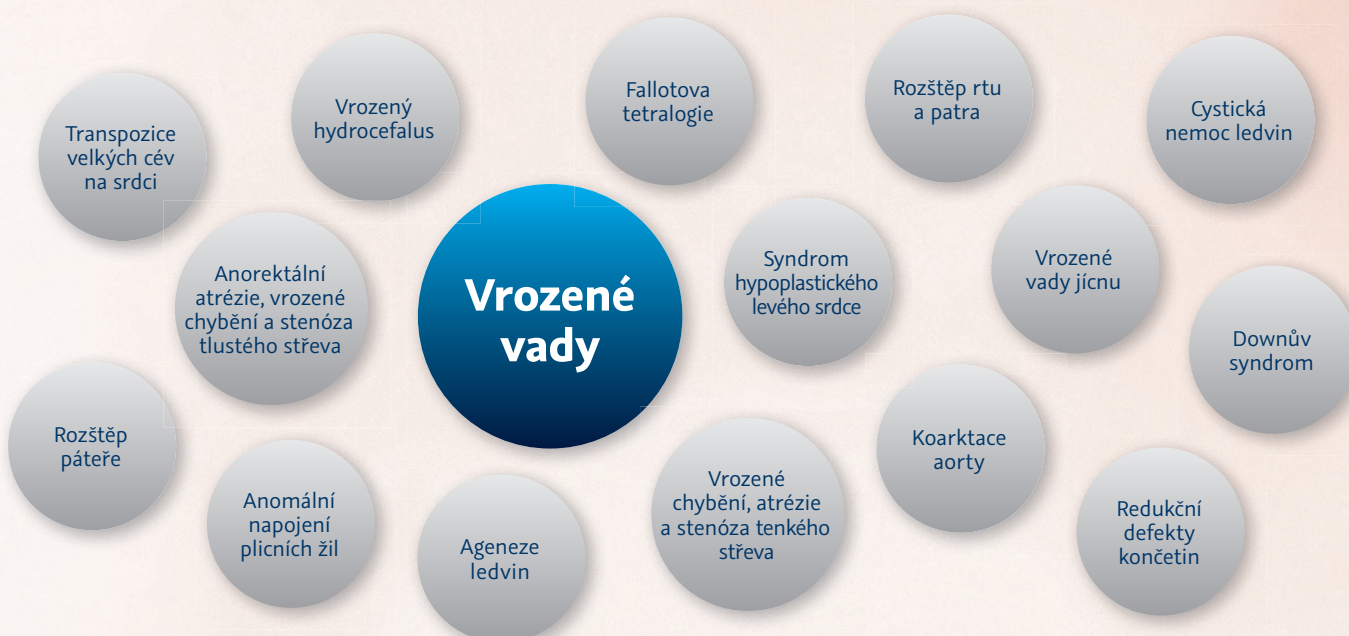 Transpozice
velkých cév
na srdci
Vrozený
hydrocefalus
Fallotova
tetralogie
Rozštěp rtu
a patra
Cystická
nemoc ledvin
Anorektální
atrézie, vrozené
chybění a stenóza
tlustého střeva
Vrozené
vady
Syndrom
hypoplastického
levého srdce
Vrozené
vady jícnu
Downův
syndrom
Rozštěp
páteře
Anomální
napojení
plicních žil
Ageneze
ledvin
Vrozené
chybění, atrézie
a stenóza tenkého
střeva
Koarktace
aorty
Redukční
defekty
končetin